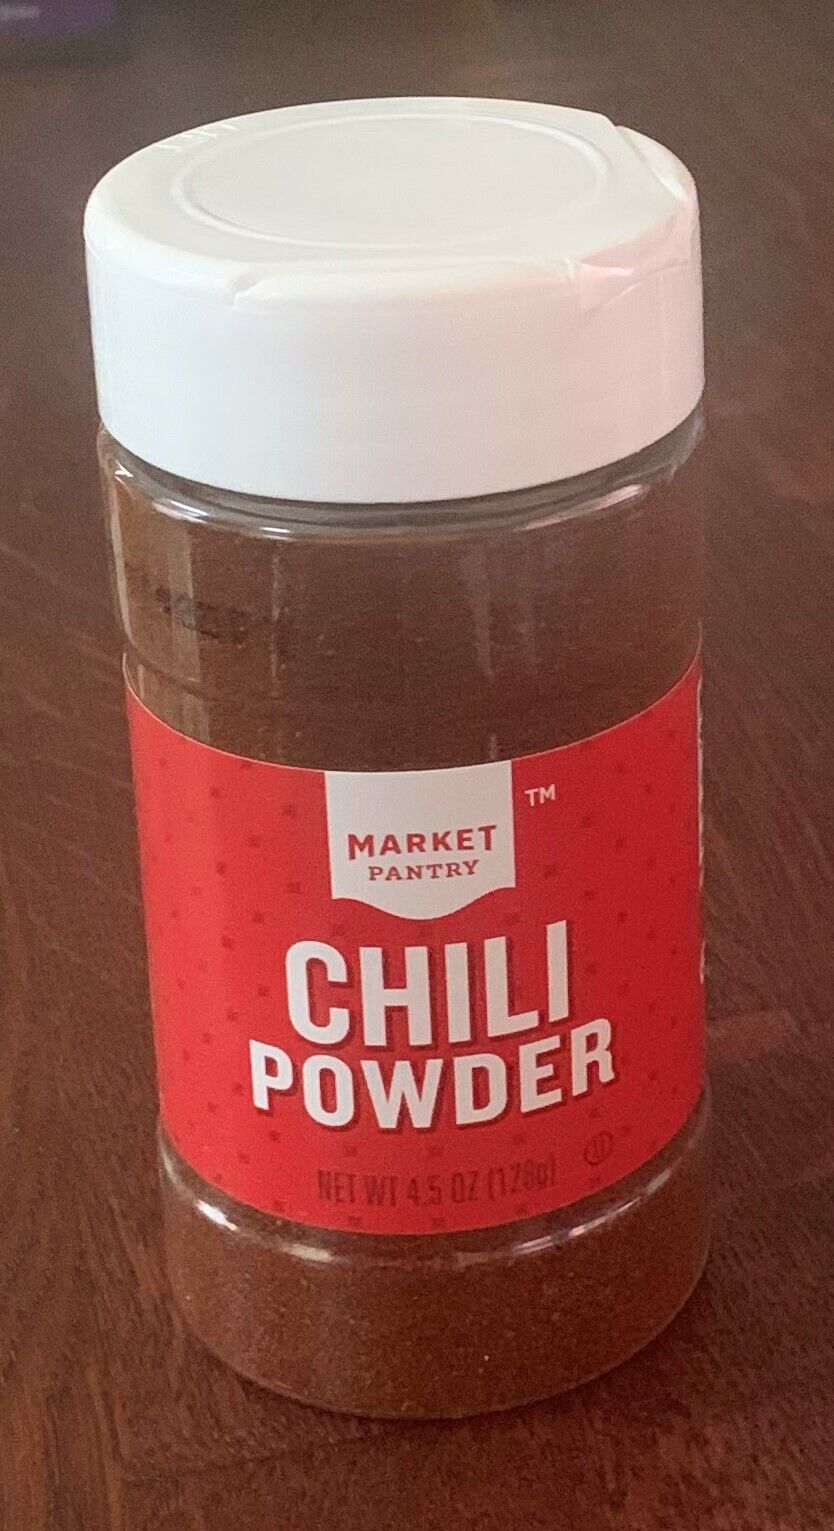 MARKET
™
PANTRY
CHILI
POWDER
NET WT 4.5 OZ (128g)